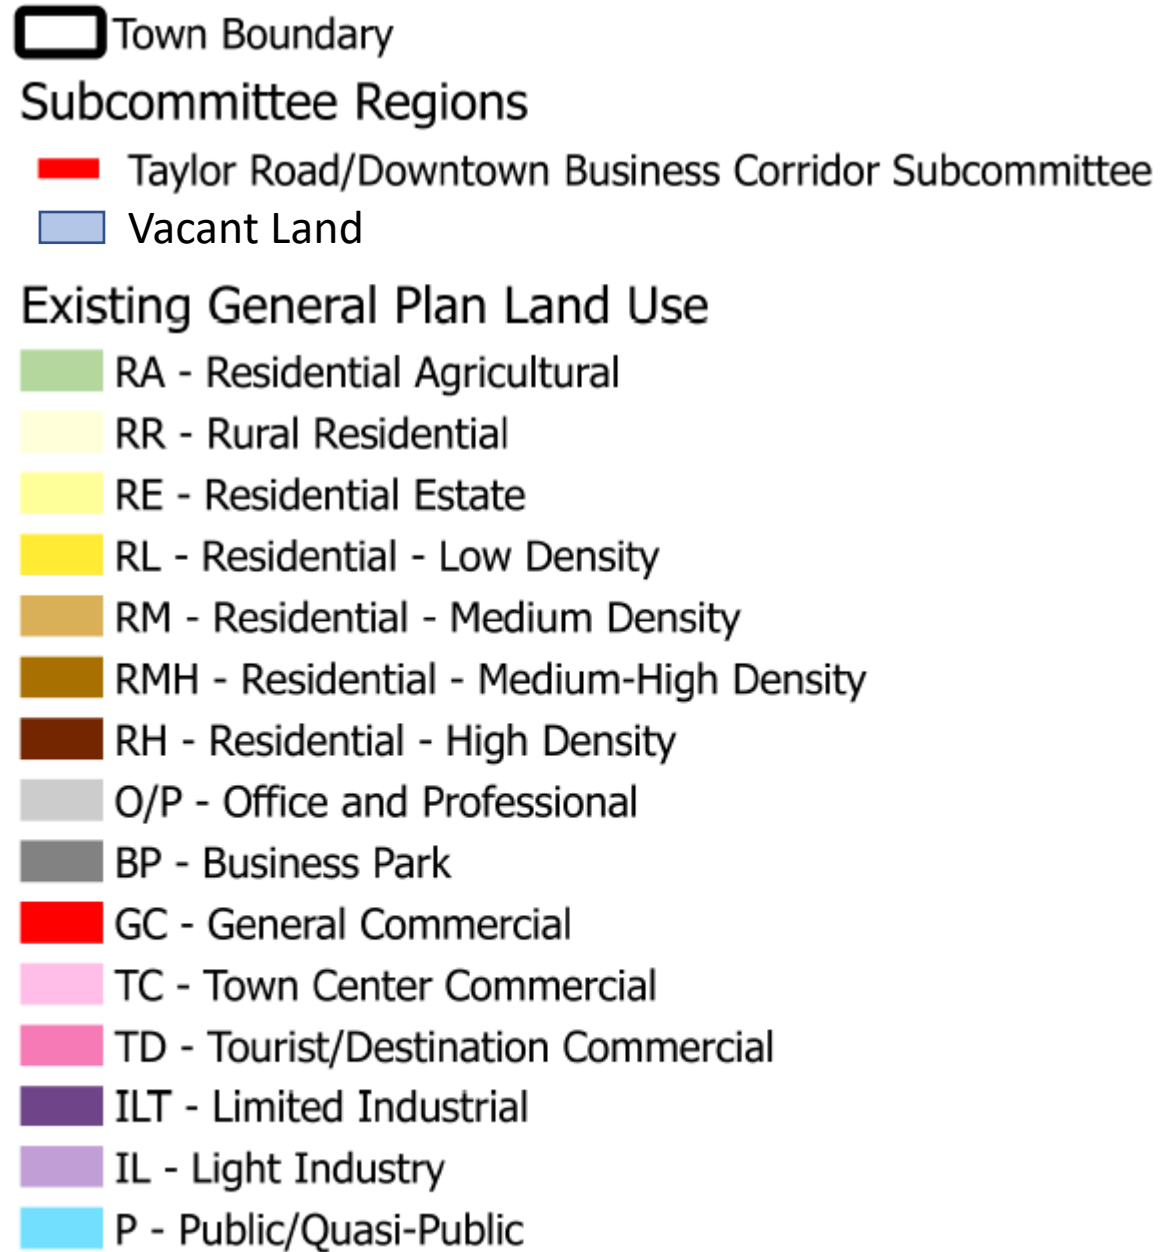 Town Boundary
Subcommittee Regions
Taylor Road/Downtown Business Corridor Subcommittee
Vacant Land
Existing General Plan Land Use
RA - Residential Agricultural
RR - Rural Residential
RE - Residential Estate
RL - Residential - Low Density
RM - Residential - Medium Density
RMH - Residential - Medium-High Density
RH - Residential - High Density
O/P - Office and Professional
BP - Business Park
GC - General Commercial
TC - Town Center Commercial
TD - Tourist/Destination Commercial
ILT - Limited Industrial
IL - Light Industry
P - Public/Quasi-Public